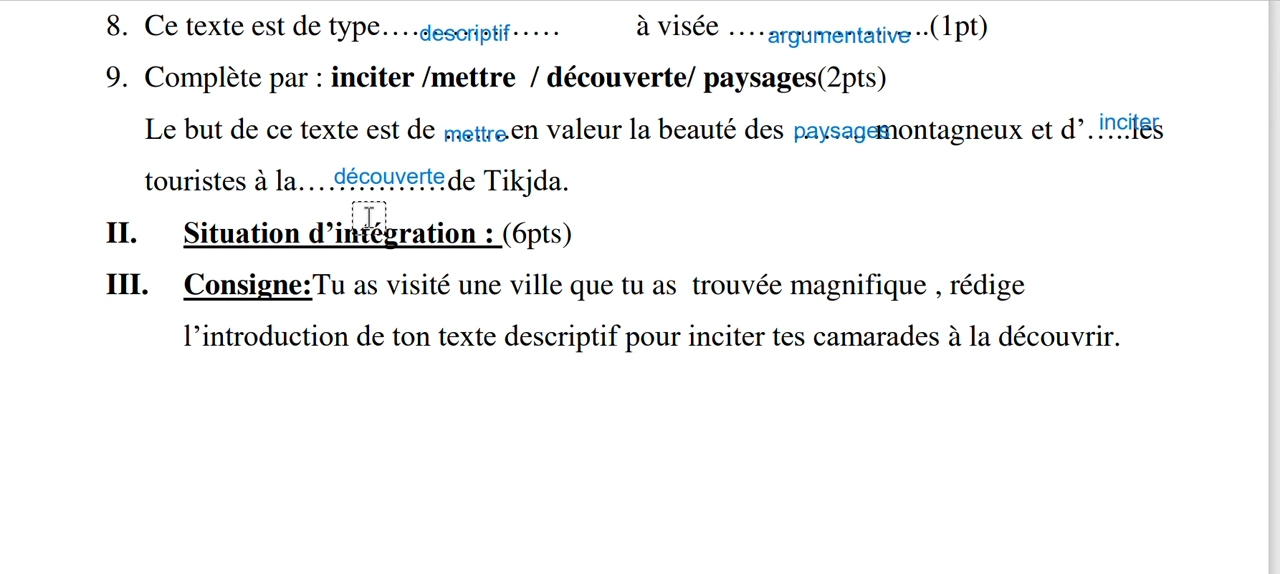 8. Ce texte est de type....descriptif..... à visée ....argumentative..(1pt)
9. Complète par : inciter /mettre / découverte/ paysages(2pts)
Le but de ce texte est de mettre.en valeur la beauté des paysages montagneux et d’.....inciter les
touristes à la....découverte de Tikjda.
II. Situation d’intégration : (6pts)
III. Consigne:Tu as visité une ville que tu as trouvée magnifique , rédige
l’introduction de ton texte descriptif pour inciter tes camarades à la découvrir.